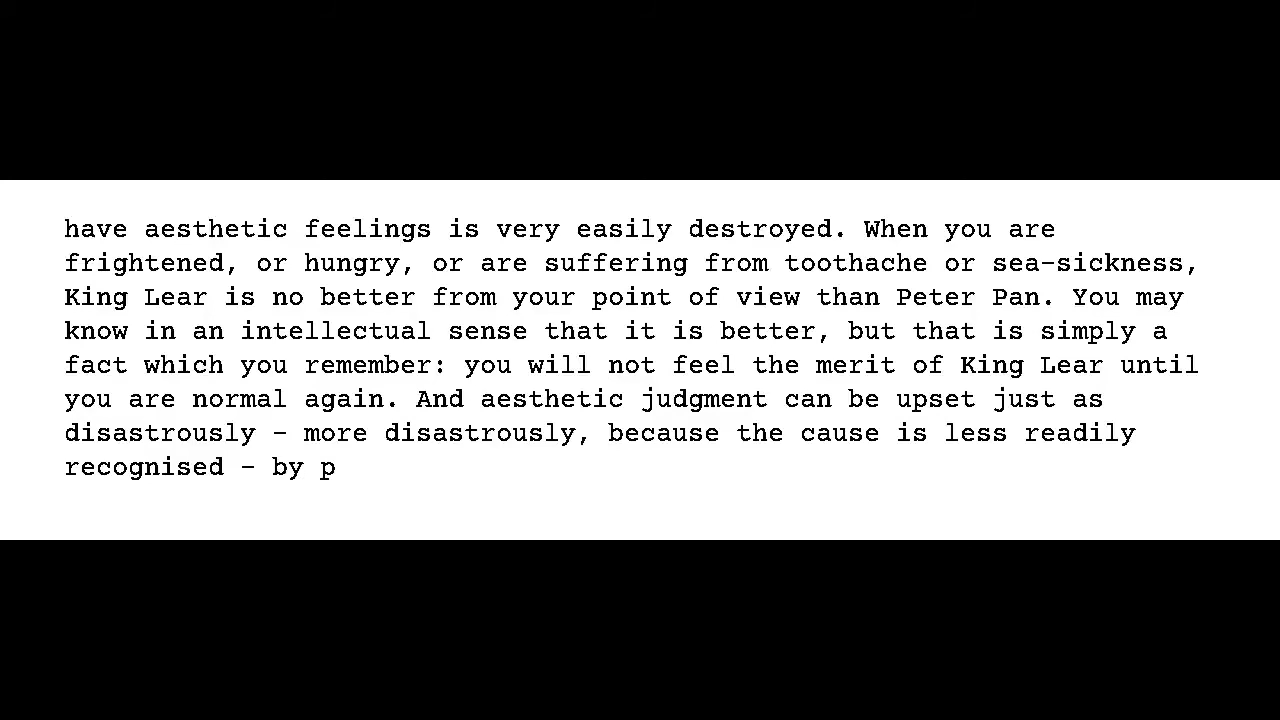 have aesthetic feelings is very easily destroyed. When you are
frightened, or hungry, or are suffering from toothache or sea-sickness,
King Lear is no better from your point of view than Peter Pan. You may
know in an intellectual sense that it is better, but that is simply a
fact which you remember: you will not feel the merit of King Lear until
you are normal again. And aesthetic judgment can be upset just as
disastrously - more disastrously, because the cause is less readily
recognised - by p